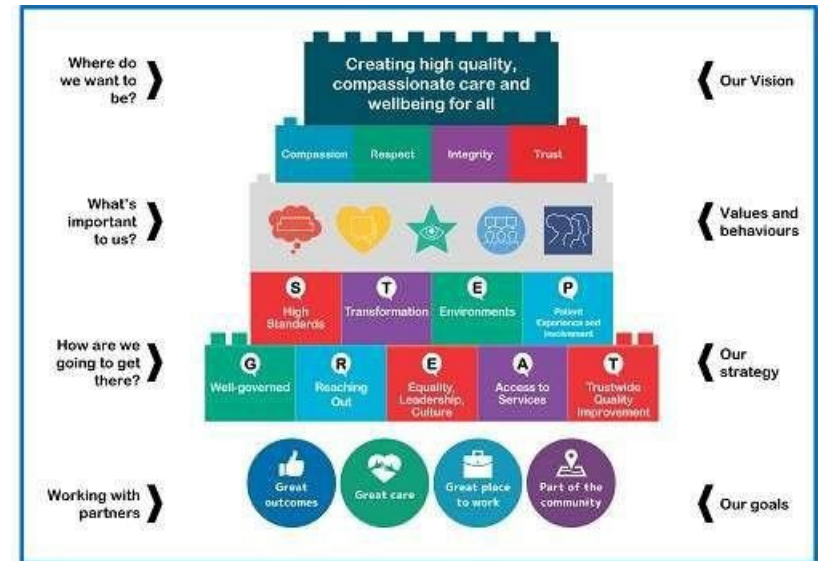 Where do
we want to
be?
Creating high quality,
compassionate care and
wellbeing for all
Our Vision
Compassion
Respect
Integrity
Trust
What's
important
to us?
Values and
behaviours
S
High
Standards
T
Transformation
E
Environments
P
Patient
Experience and
Involvement
How are we
going to get
there?
G
Well-governed
R
Reaching
Out
E
Equality,
Leadership,
Culture
A
Access to
Services
T
Trustwide
Quality
Improvement
Our
strategy
Working with
partners
Great
outcomes
Great care
Great place
to work
Part of the
community
Our goals